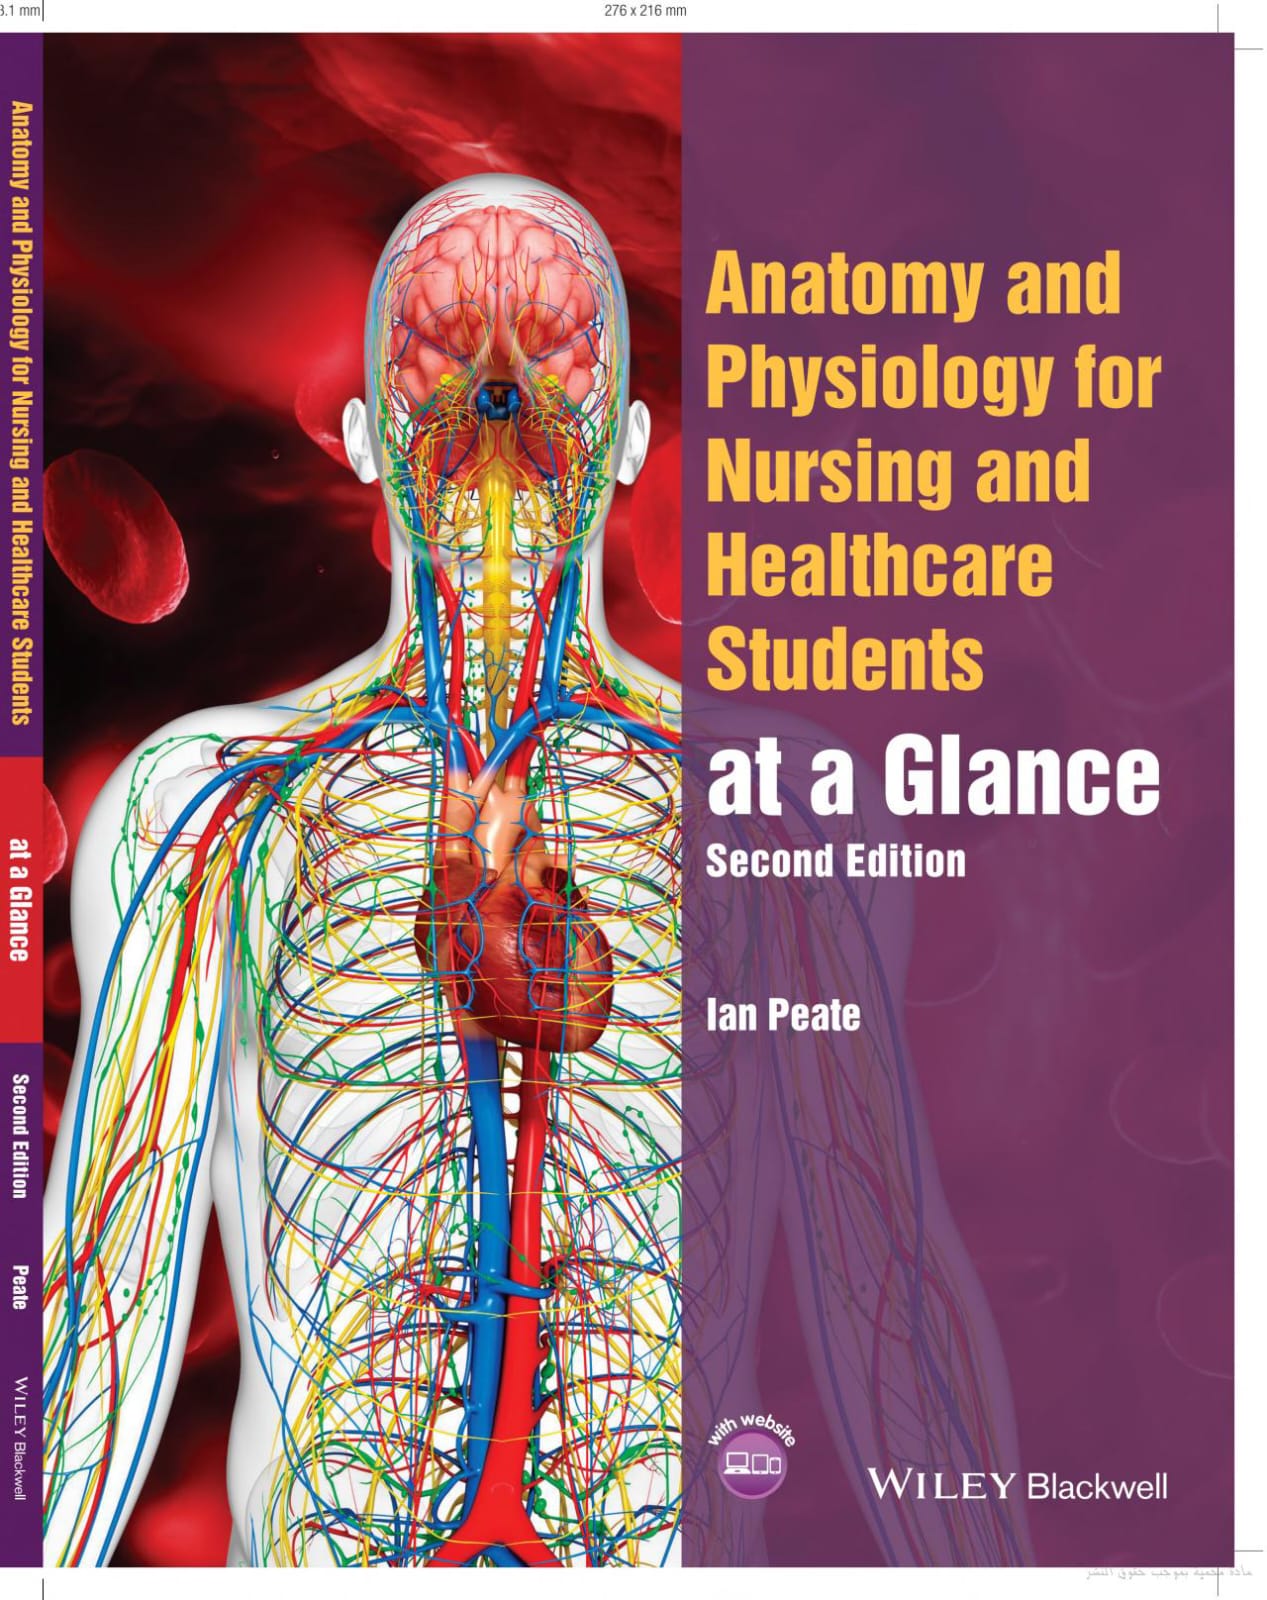 3.1 mm
276 x 216 mm
Anatomy and Physiology for Nursing and Healthcare Students
at a Glance
Second Edition
Peate
WILEY Blackwell
Anatomy and
Physiology for
Nursing and
Healthcare
Students
at a Glance
Second Edition
Ian Peate
with website
WILEY Blackwell
مادة محمية بموجب حقوق النشر